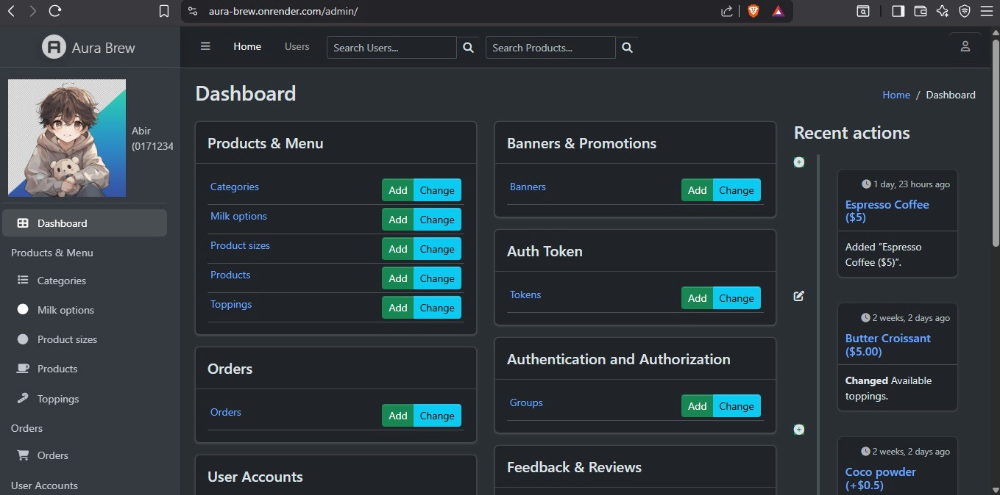 aura-brew.onrender.com/admin/
Aura Brew
Home
Users
Search Users...
Search Products...
Abir
(0171234
Dashboard
Products & Menu
Categories
Milk options
Product sizes
Products
Toppings
Orders
Orders
User Accounts
Dashboard
Home / Dashboard
Products & Menu
Categories Add Change
Milk options Add Change
Product sizes Add Change
Products Add Change
Toppings Add Change
Orders
Orders Add Change
User Accounts
Banners & Promotions
Banners Add Change
Auth Token
Tokens Add Change
Authentication and Authorization
Groups Add Change
Feedback & Reviews
Recent actions
1 day, 23 hours ago
Espresso Coffee
($5)
Added “Espresso
Coffee ($5)”.
2 weeks, 2 days ago
Butter Croissant
($5.00)
Changed Available
toppings.
2 weeks, 2 days ago
Coco powder
(+$0.5)